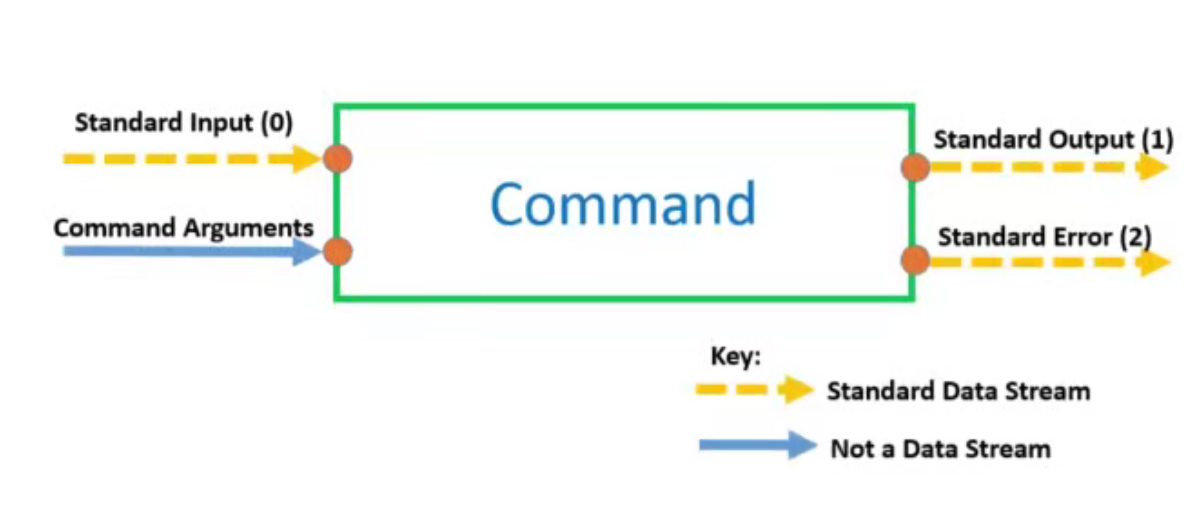 Standard Input (0)
Standard Output (1)
Command
Command Arguments
Standard Error (2)
Key:
Standard Data Stream
Not a Data Stream